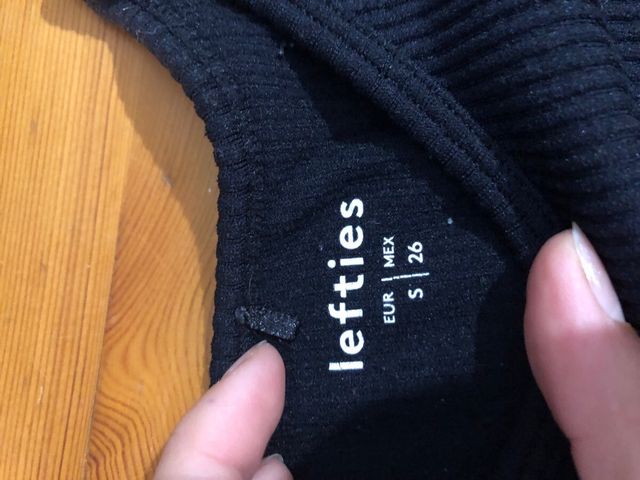 lefties
EUR | MEX
S | 26